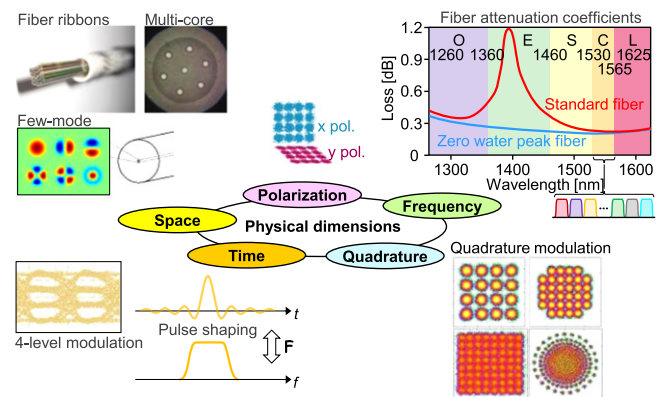 Fiber ribbons
Multi-core
Few-mode
x pol.
y pol.
Fiber attenuation coefficients
Loss [dB]
1.2
0.9
0.6
0.3
0
O E S C L
1260 1360 1460 1530 1625
1565
Standard fiber
Zero water peak fiber
1300 1400 1500 1600
Wavelength [nm]
...
Polarization
Frequency
Space
Physical dimensions
Time
Quadrature
4-level modulation
t
Pulse shaping
F
f
Quadrature modulation